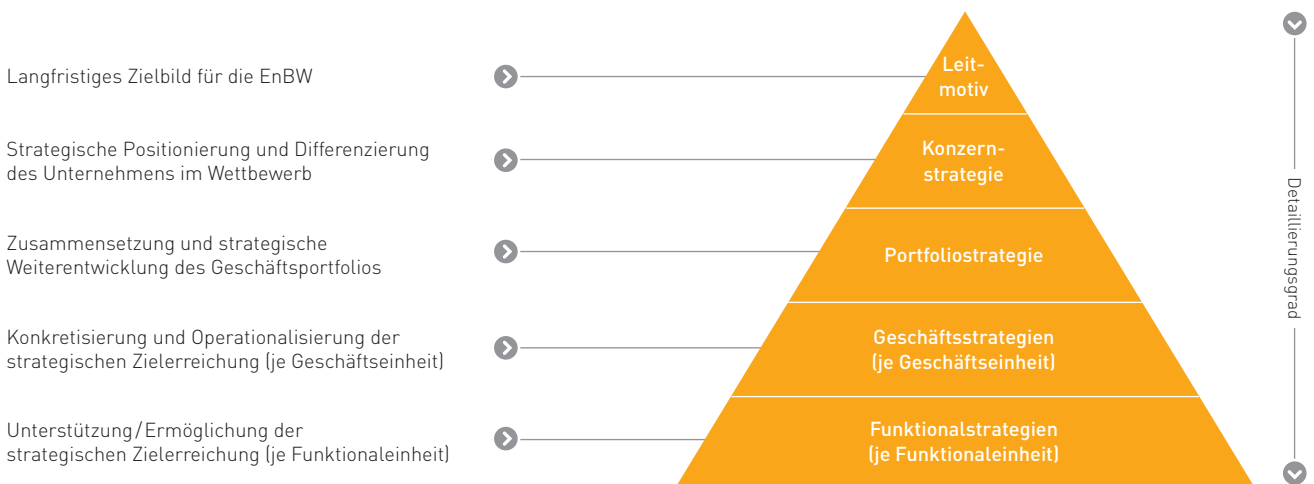 Langfristiges Zielbild für die EnBW
Leit-
motiv
Strategische Positionierung und Differenzierung
des Unternehmens im Wettbewerb
Konzern-
strategie
Zusammensetzung und strategische
Weiterentwicklung des Geschäftsportfolios
Portfoliostrategie
Konkretisierung und Operationalisierung der
strategischen Zielerreichung (je Geschäftseinheit)
Geschäftsstrategien
(je Geschäftseinheit)
Unterstützung/Ermöglichung der
strategischen Zielerreichung (je Funktionaleinheit)
Funktionalstrategien
(je Funktionaleinheit)
Detaillierungsgrad